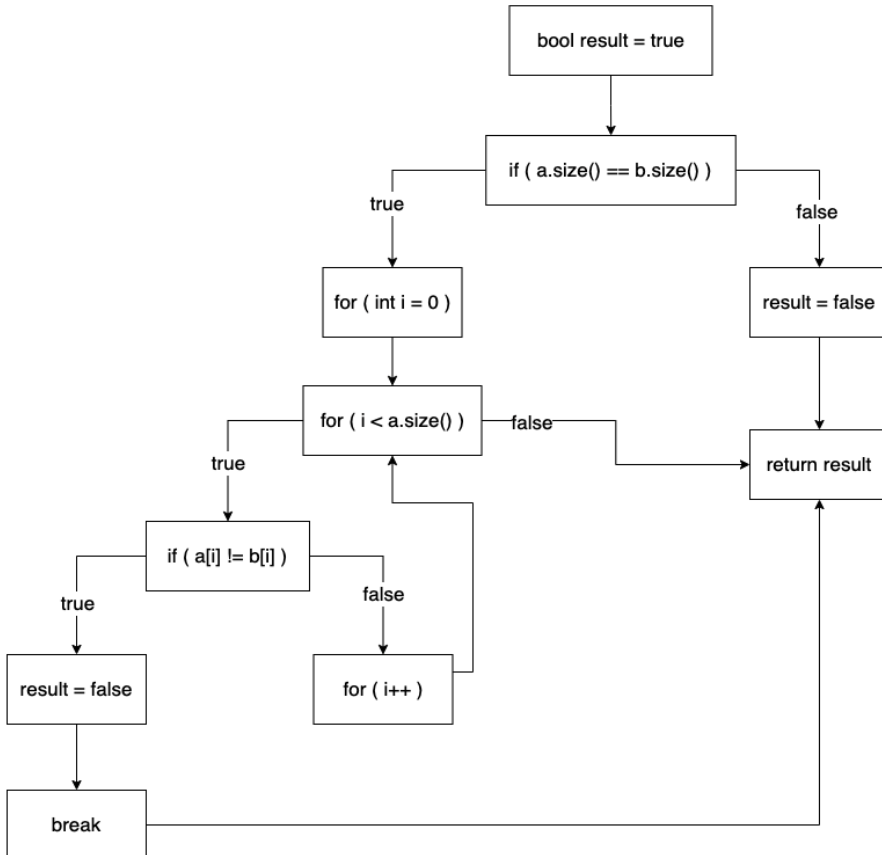 bool result = true
if ( a.size() == b.size() )
true
false
for ( int i = 0 )
result = false
for ( i < a.size() )
false
true
return result
if ( a[i] != b[i] )
true
false
result = false
for ( i++ )
break